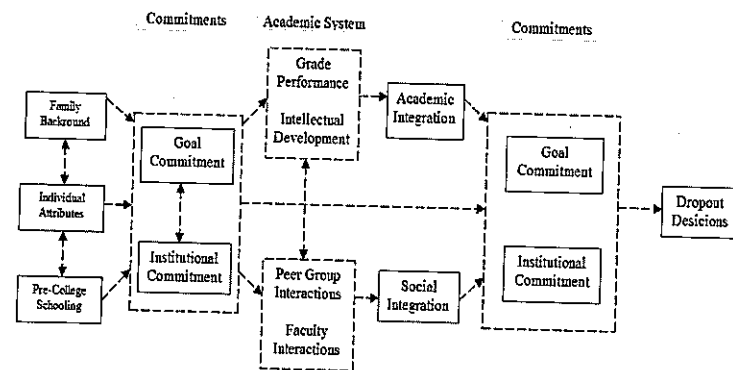 Commitments
Academic System
Commitments
Family
Backround
Individual
Attributes
Pre-College
Schooling
Goal
Commitment
Institutional
Commitment
Grade
Performance
Intellectual
Development
Peer Group
Interactions
Faculty
Interactions
Academic
Integration
Social
Integration
Goal
Commitment
Institutional
Commitment
Dropout
Desicions